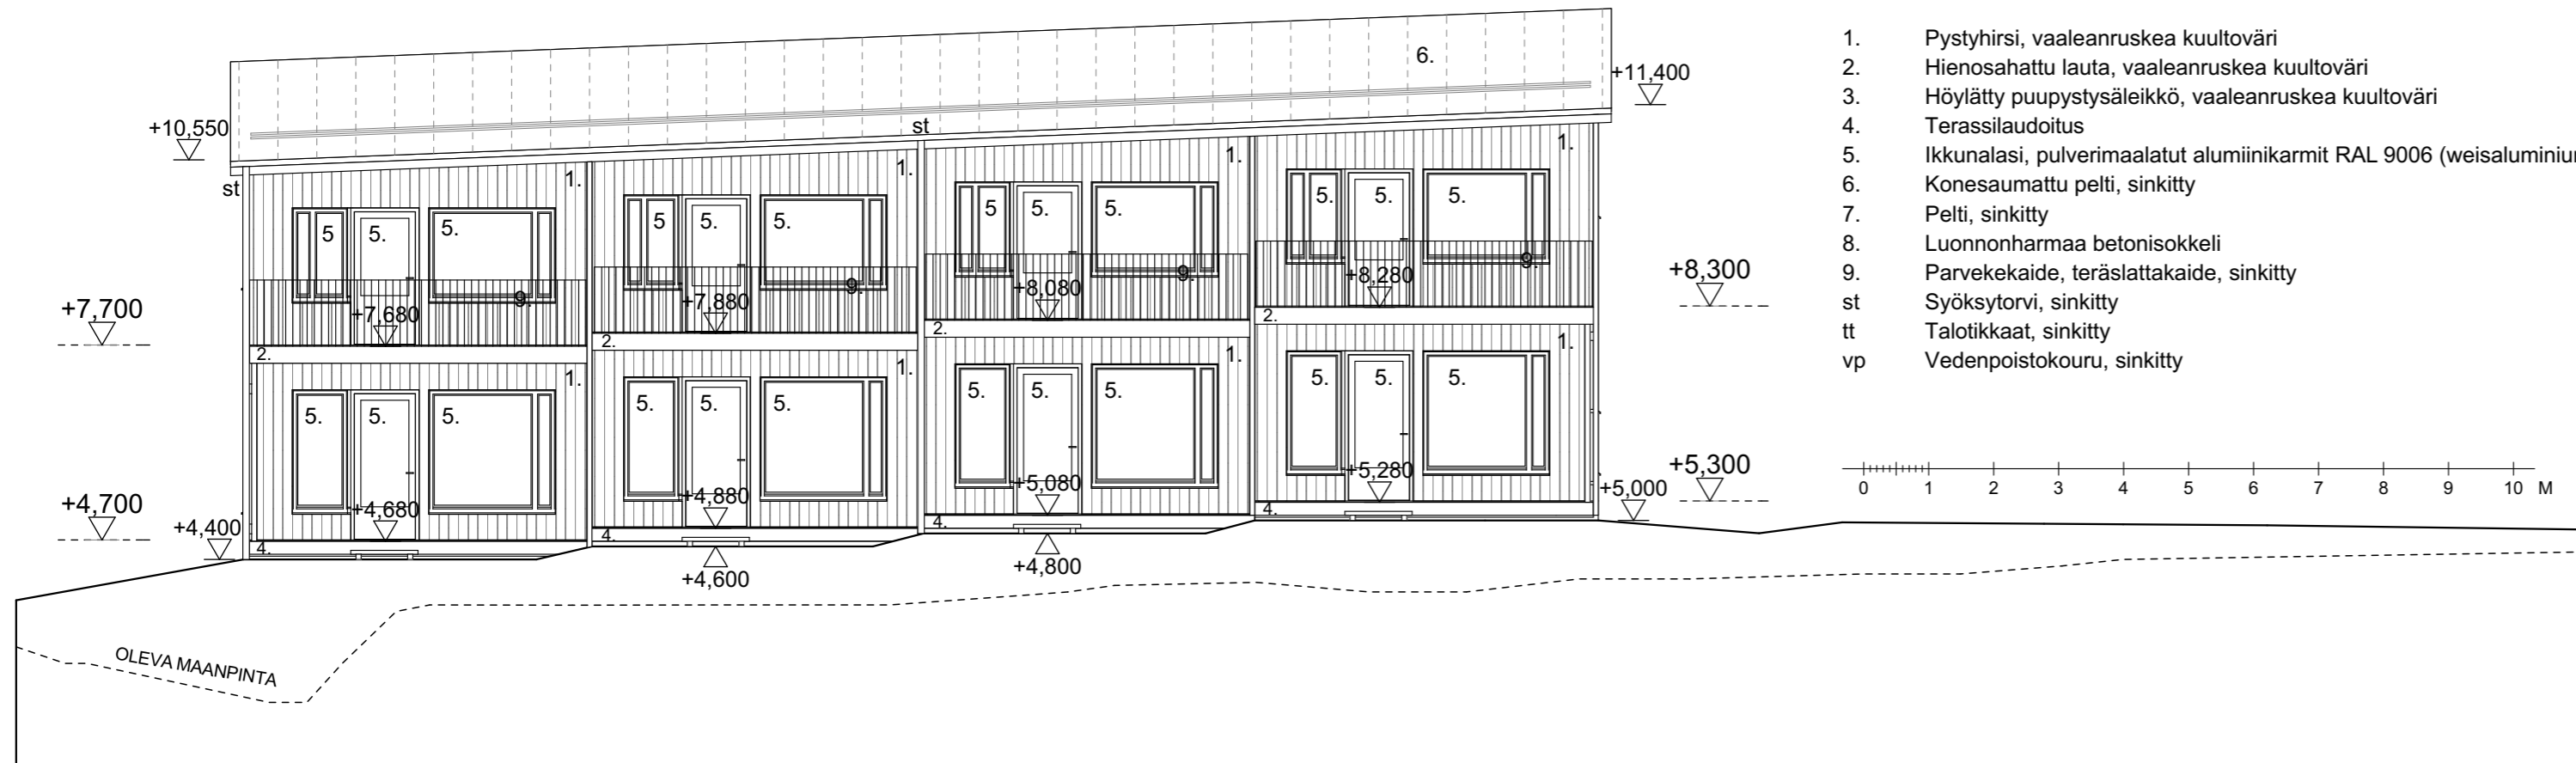 1. Pystyhirsi, vaaleanruskea kuultoväri
2. Hienosahattu lauta, vaaleanruskea kuultoväri
3. Höylätty puupystysäleikkö, vaaleanruskea kuultoväri
4. Terassilaudoitus
5. Ikkunalasi, pulverimaalatut alumiinikarmit RAL 9006 (weisaluminiu
6. Konesaumattu pelti, sinkitty
7. Pelti, sinkitty
8. Luonnonharmaa betonisokkeli
9. Parvekekaide, teräslattakaide, sinkitty
st Syöksytorvi, sinkitty
tt Talotikkaat, sinkitty
vp Vedenpoistokouru, sinkitty
0 1 2 3 4 5 6 7 8 9 10 M
6.
+11,400
+10,550
st
st
1. 1. 1. 1.
5 5. 5.
5 5. 5.
5 5. 5.
5. 5. 5.
9. 9. 9. 9.
+7,700
+7,680 +7,880 +8,080 +8,280
+8,300
2. 2. 2. 2.
1. 1. 1. 1.
5. 5. 5.
5. 5. 5.
5. 5. 5.
5. 5. 5.
+4,700
+4,680 +4,880 +5,080 +5,280
+5,300
+4,400
+5,000
4. 4. 4. 4.
+4,600
+4,800
OLEVA MAANPINTA